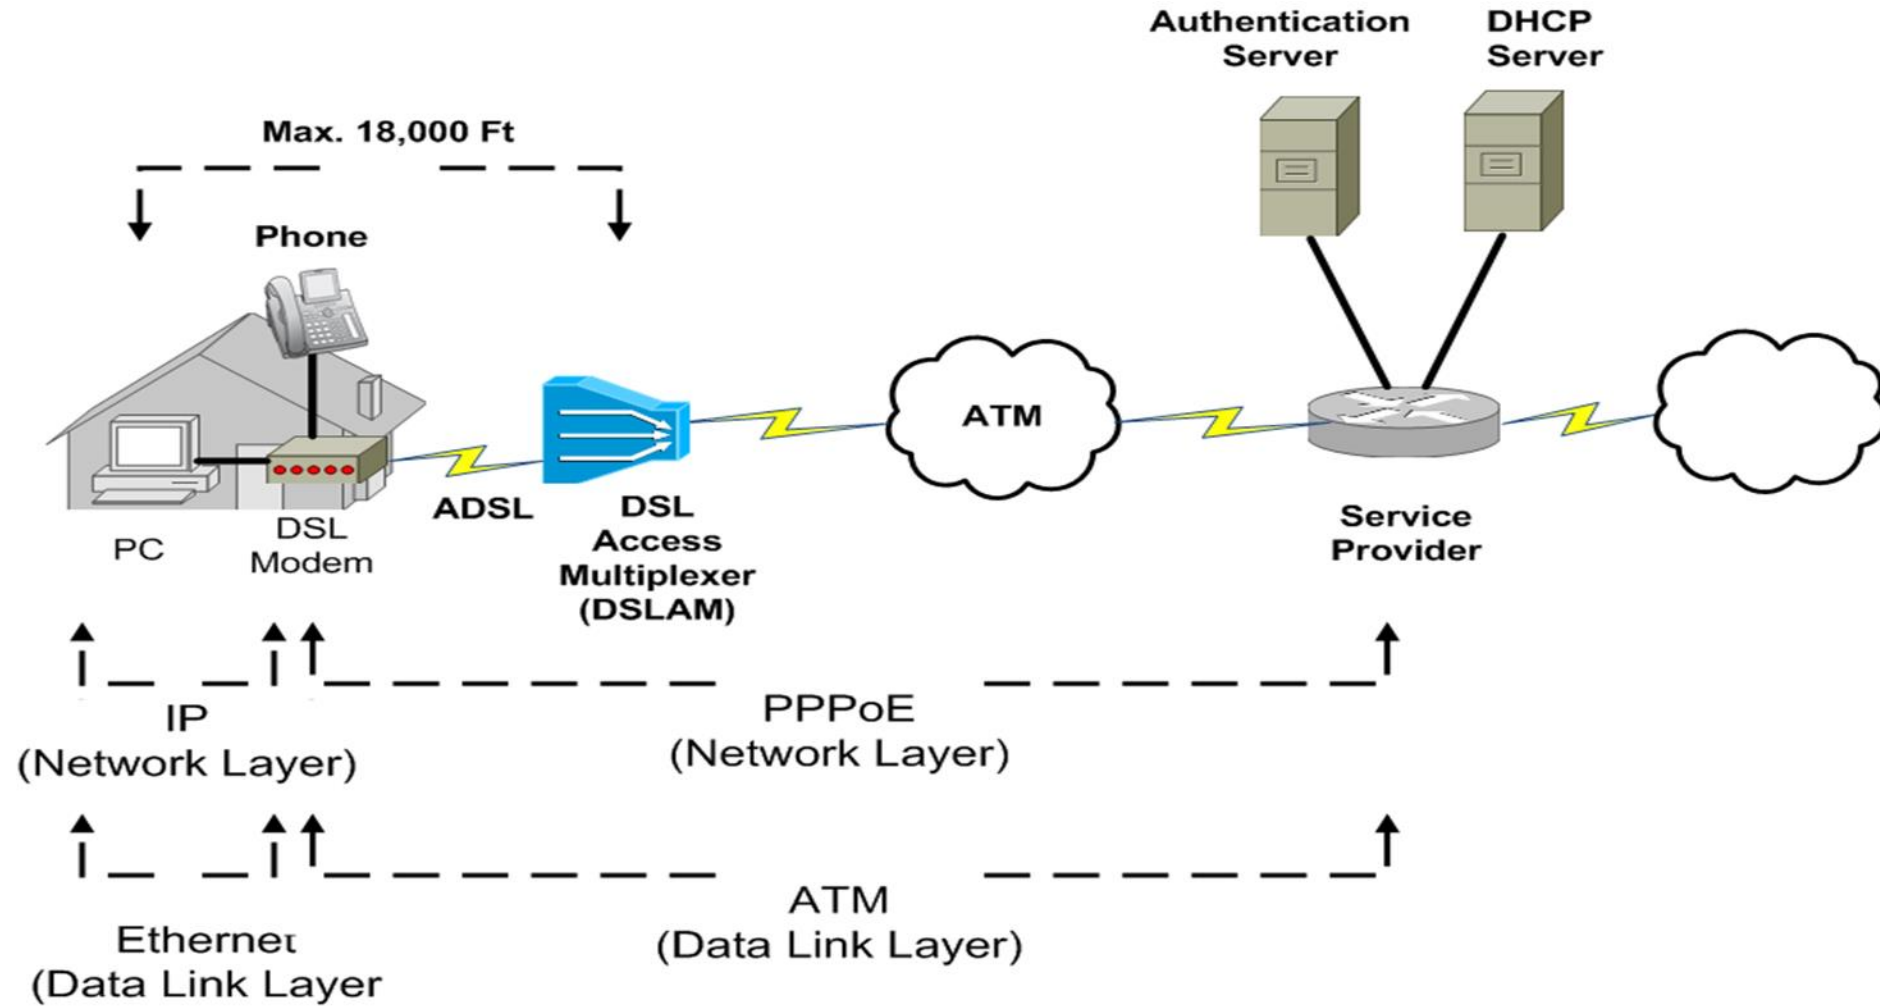 Authentication
Server
DHCP
Server
Max. 18,000 Ft
Phone
ATM
ADSL
PC
DSL
Modem
DSL
Access
Multiplexer
(DSLAM)
Service
Provider
IP
(Network Layer)
PPPoE
(Network Layer)
Ethernet
(Data Link Layer
ATM
(Data Link Layer)